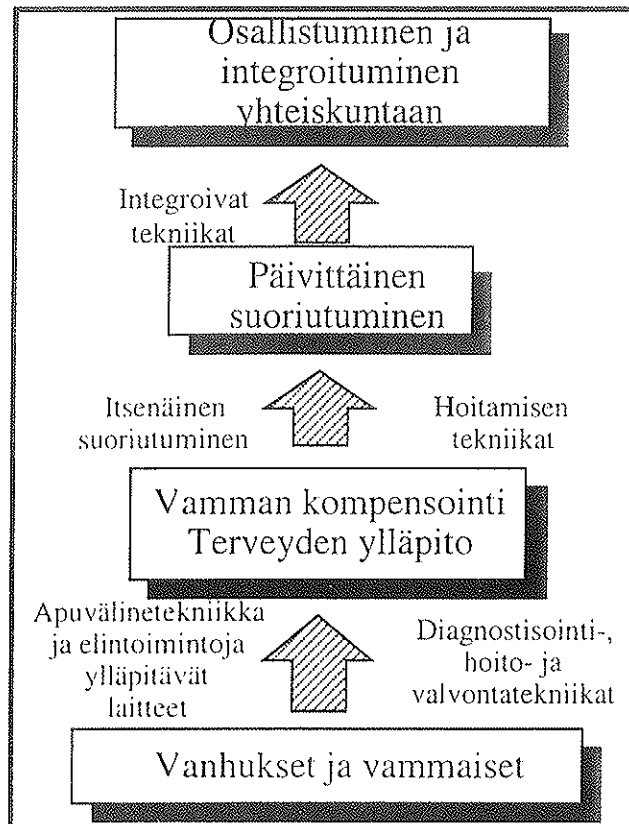 Osallistuminen ja
integroituminen
yhteiskuntaan
Integroivat
tekniikat
Päivittäinen
suoriutuminen
Itsenäinen
suoriutuminen
Hoitamisen
tekniikat
Vamman kompensointi
Terveyden ylläpito
Apuvälinetekniikka
ja elintoimintoja
ylläpitävät
laitteet
Diagnostisointi-,
hoito- ja
valvontatekniikat
Vanhukset ja vammaiset